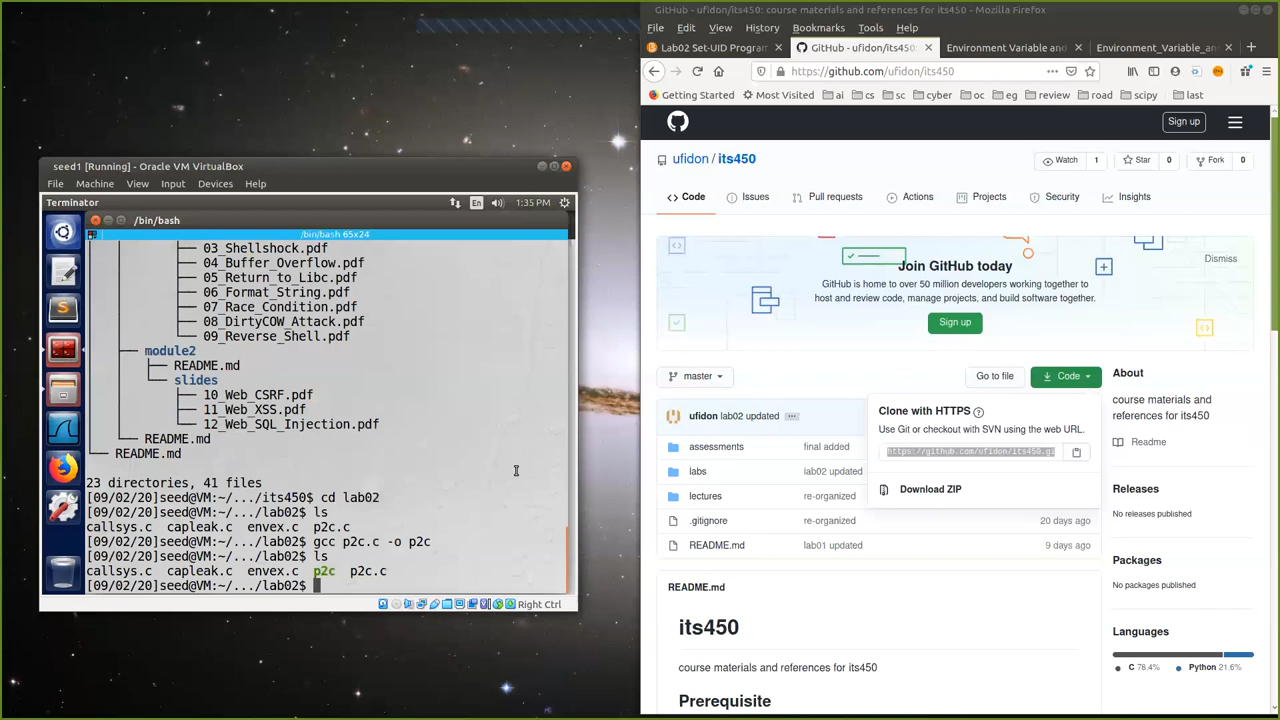 seed1 [Running] - Oracle VM VirtualBox
File Machine View Input Devices Help
Terminator
En
1:35 PM
/bin/bash
/bin/bash 65x24
03_Shellshock.pdf
04_Buffer_Overflow.pdf
05_Return_to_Libc.pdf
06_Format_String.pdf
07_Race_Condition.pdf
08_DirtyCOW_Attack.pdf
09_Reverse_Shell.pdf
module2
README.md
slides
10_Web_CSRF.pdf
11_Web_XSS.pdf
12_Web_SQL_Injection.pdf
README.md
README.md
23 directories, 41 files
[09/02/20]seed@VM:~/.../its450$ cd lab02
[09/02/20]seed@VM:~/.../lab02$ ls
callsys.c capleak.c envex.c p2c.c
[09/02/20]seed@VM:~/.../lab02$ gcc p2c.c -o p2c
[09/02/20]seed@VM:~/.../lab02$ ls
callsys.c capleak.c envex.c p2c p2c.c
[09/02/20]seed@VM:~/.../lab02$
Right Ctrl
GitHub - ufidon/its450: course materials and references for its450 - Mozilla Firefox
File Edit View History Bookmarks Tools Help
Lab02 Set-UID Program
GitHub - ufidon/its450:
Environment Variable and
Environment_Variable_an
https://github.com/ufidon/its450
Getting Started Most Visited ai cs sc cyber oc eg review road scipy last
Sign up
ufidon / its450
Watch 1 Star 0 Fork 0
Code Issues Pull requests Actions Projects Security Insights
Dismiss
Join GitHub today
GitHub is home to over 50 million developers working together to
host and review code, manage projects, and build software together.
Sign up
master
Go to file
Code
Clone with HTTPS
Use Git or checkout with SVN using the web URL.
https://github.com/ufidon/its450.gi
Download ZIP
ufidon lab02 updated
assessments final added
labs lab02 updated
lectures re-organized
.gitignore re-organized 20 days ago
README.md lab01 updated 9 days ago
README.md
its450
course materials and references for its450
Prerequisite
About
course materials and
references for its450
Readme
Releases
No releases published
Packages
No packages published
Languages
C 78.4% Python 21.6%